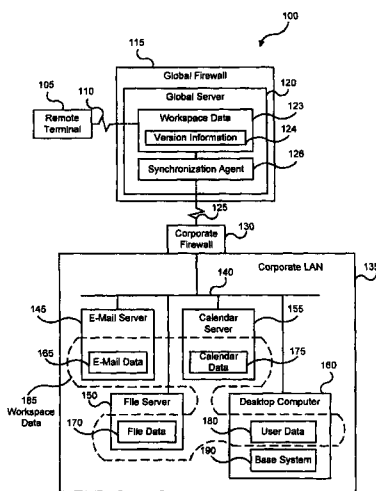 100
115
Global Firewall
120
105
110
Global Server
123
Remote Terminal
Workspace Data
124
Version Information
126
Synchronization Agent
125
130
Corporate Firewall
135
Corporate LAN
140
145
E-Mail Server
Calendar Server
155
165
E-Mail Data
Calendar Data
175
160
185
Workspace Data
150
File Server
Desktop Computer
170
File Data
180
User Data
190
Base System